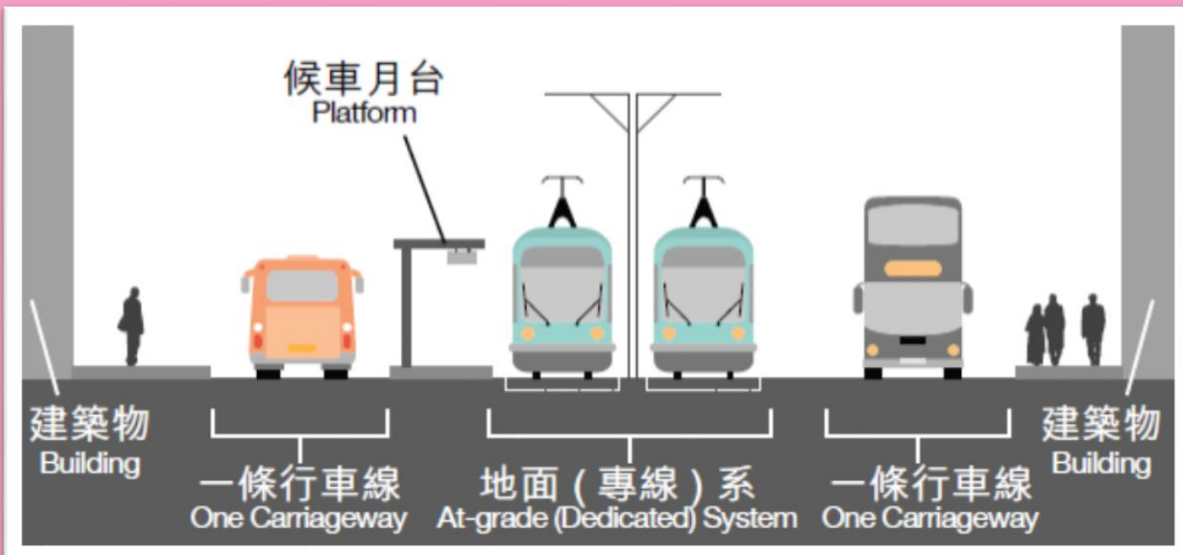 候車月台
Platform
建築物
Building
一條行車線
One Carriageway
地面 ( 專線 ) 系
At-grade (Dedicated) System
一條行車線
One Carriageway
建築物
Building